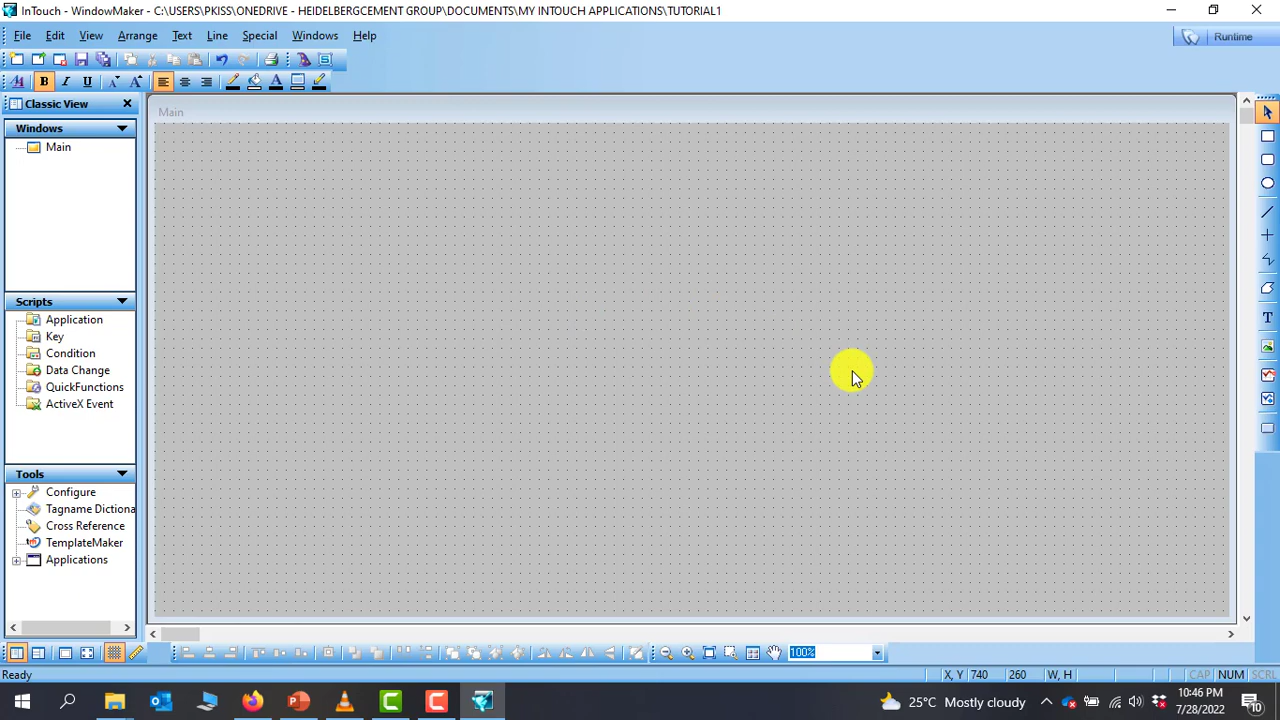 InTouch - WindowMaker - C:\USERS\PKISS\ONEDRIVE - HEIDELBERGCEMENT GROUP\DOCUMENTS\MY INTOUCH APPLICATIONS\TUTORIAL1
File Edit View Arrange Text Line Special Windows Help
Runtime
Classic View
Main
Windows
Main
Scripts
Application
Key
Condition
Data Change
QuickFunctions
ActiveX Event
Tools
Configure
Tagname Dictiona
Cross Reference
TemplateMaker
Applications
100%
Ready
X, Y 740 260 W, H CAP NUM SCRL
25°C Mostly cloudy
10:46 PM
7/28/2022
10